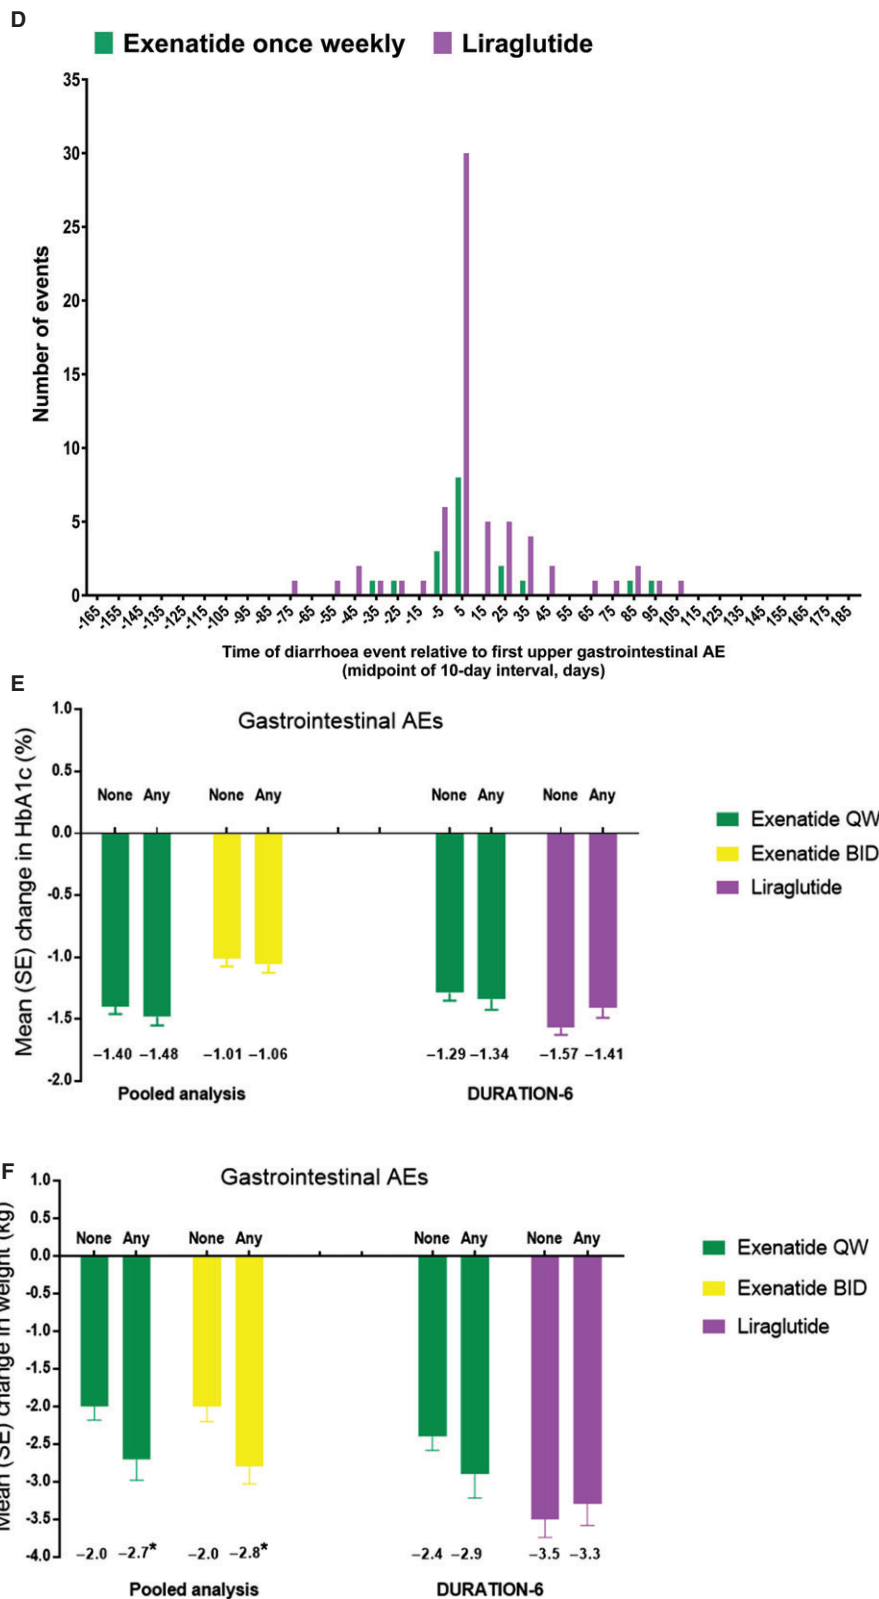 D
Exenatide once weekly Liraglutide
35
30
25
20
15
10
5
0
Number of events
-165 -155 -145 -135 -125 -115 -105 -95 -85 -75 -65 -55 -45 -35 -25 -15 -5 5 15 25 35 45 55 65 75 85 95 105 115 125 135 145 155 165 175 185
Time of diarrhoea event relative to first upper gastrointestinal AE
(midpoint of 10-day interval, days)
E
Gastrointestinal AEs
Mean (SE) change in HbA1c (%)
1.0
0.5
None Any None Any None Any None Any
0.0
-0.5
-1.0
-1.5
-2.0
Exenatide QW
Exenatide BID
Liraglutide
–1.40 –1.48 –1.01 –1.06 –1.29 –1.34 –1.57 –1.41
Pooled analysis DURATION-6
F
Gastrointestinal AEs
Mean (SE) change in weight (kg)
1.0
0.5
None Any None Any None Any None Any
0.0
-0.5
-1.0
-1.5
-2.0
-2.5
-3.0
-3.5
-4.0
Exenatide QW
Exenatide BID
Liraglutide
–2.0 –2.7* –2.0 –2.8* –2.4 –2.9 –3.5 –3.3
Pooled analysis DURATION-6